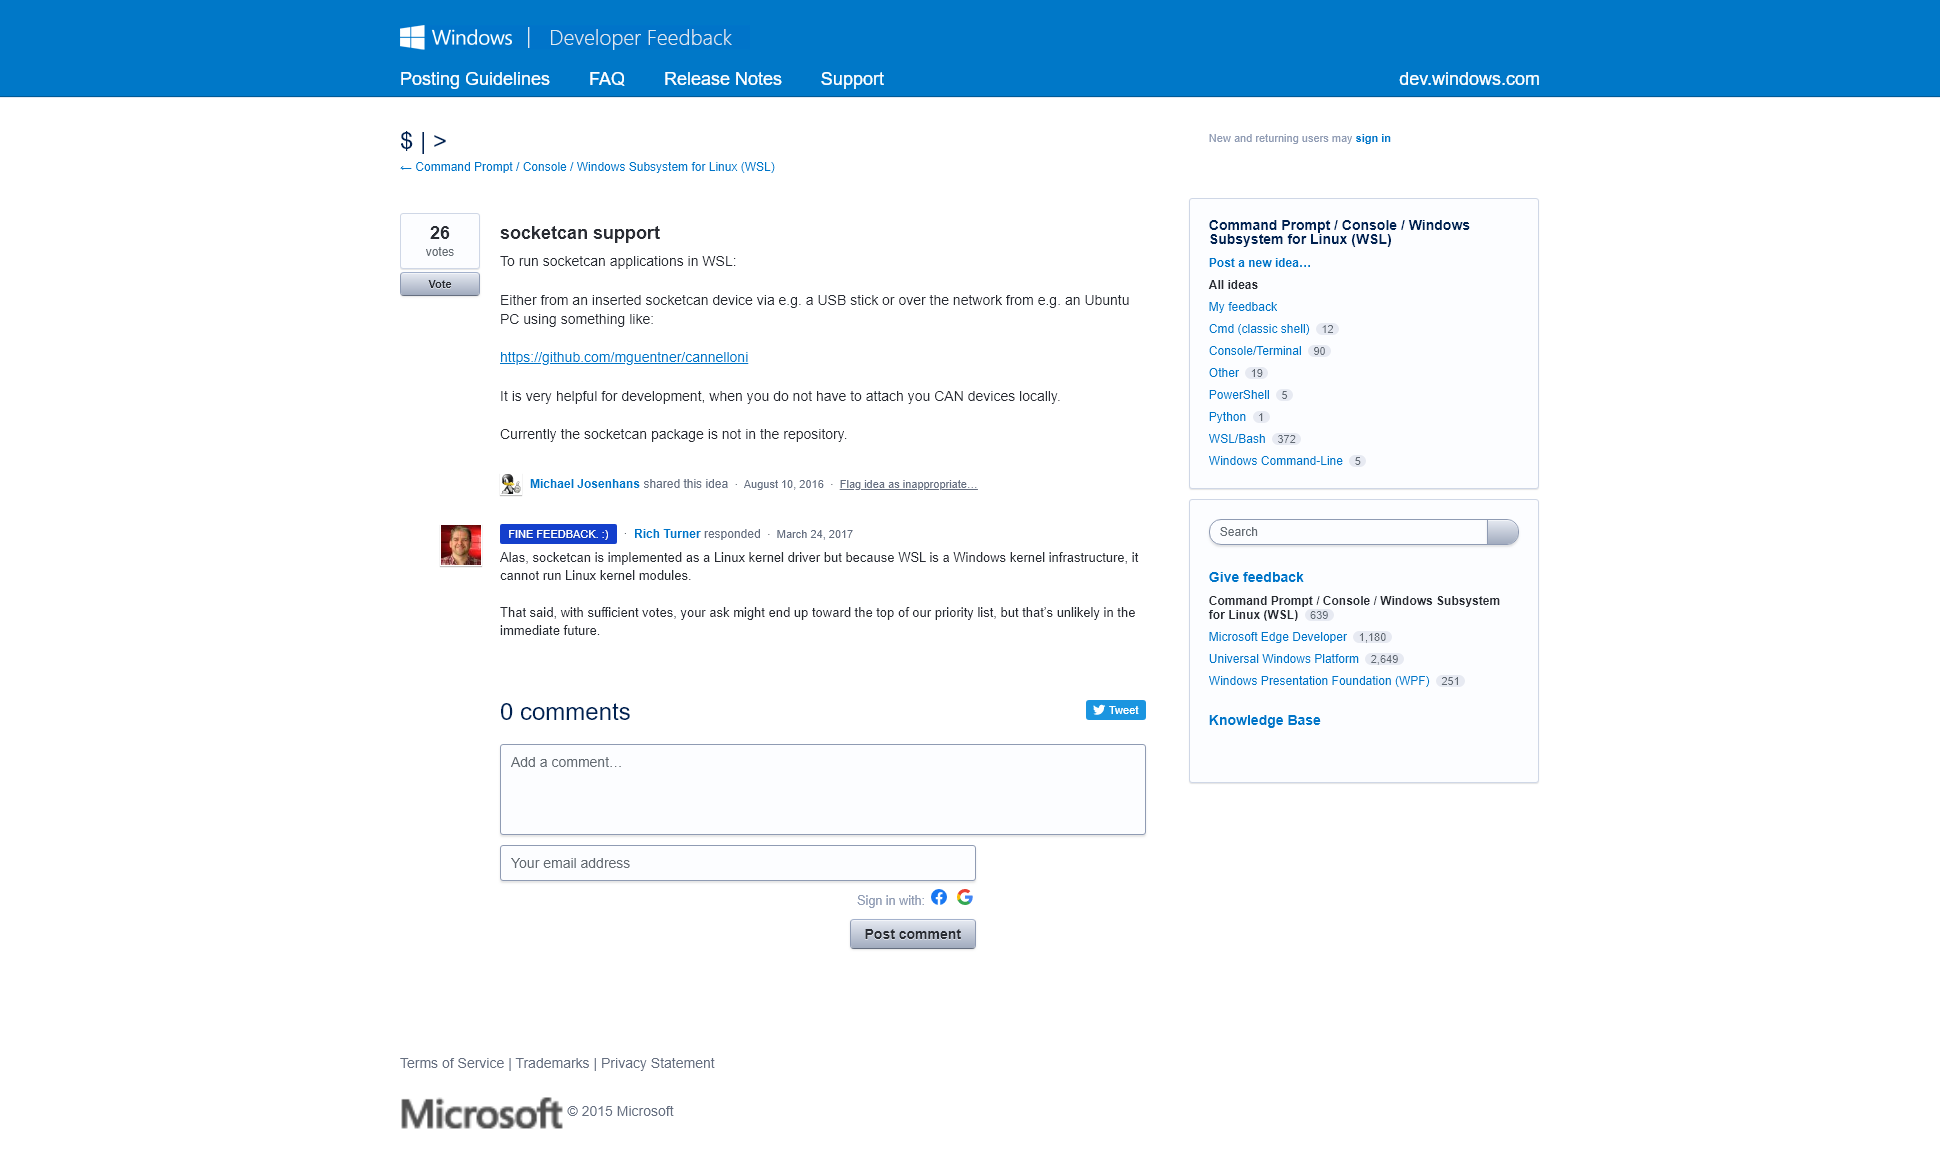 Windows | Developer Feedback
Posting Guidelines FAQ Release Notes Support dev.windows.com
$ | >
← Command Prompt / Console / Windows Subsystem for Linux (WSL)
New and returning users may sign in
26
votes
Vote
socketcan support
To run socketcan applications in WSL:
Either from an inserted socketcan device via e.g. a USB stick or over the network from e.g. an Ubuntu
PC using something like:
https://github.com/mguentner/cannelloni
It is very helpful for development, when you do not have to attach you CAN devices locally.
Currently the socketcan package is not in the repository.
Michael Josenhans shared this idea · August 10, 2016 · Flag idea as inappropriate…
FINE FEEDBACK. :) · Rich Turner responded · March 24, 2017
Alas, socketcan is implemented as a Linux kernel driver but because WSL is a Windows kernel infrastructure, it
cannot run Linux kernel modules.
That said, with sufficient votes, your ask might end up toward the top of our priority list, but that's unlikely in the
immediate future.
0 comments
Tweet
Add a comment…
Your email address
Sign in with:
Post comment
Command Prompt / Console / Windows
Subsystem for Linux (WSL)
Post a new idea…
All ideas
My feedback
Cmd (classic shell) 12
Console/Terminal 90
Other 19
PowerShell 5
Python 1
WSL/Bash 372
Windows Command-Line 5
Search
Give feedback
Command Prompt / Console / Windows Subsystem
for Linux (WSL) 639
Microsoft Edge Developer 1,180
Universal Windows Platform 2,649
Windows Presentation Foundation (WPF) 251
Knowledge Base
Terms of Service | Trademarks | Privacy Statement
Microsoft © 2015 Microsoft